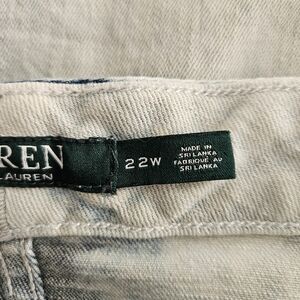 REN
LAUREN
22W
MADE IN
SRI LANKA
FABRIQUÉ AU
SRI LANKA